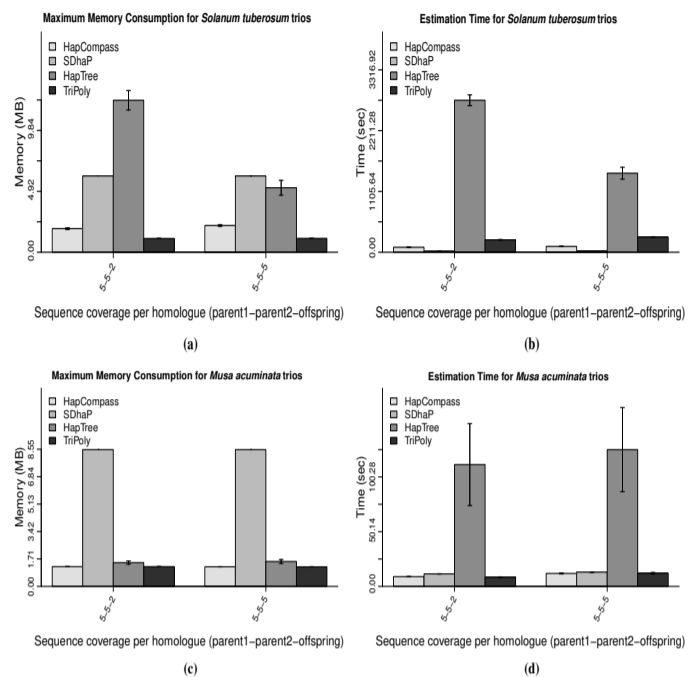 Maximum Memory Consumption for Solanum tuberosum trios
HapCompass
SDhaP
HapTree
TriPoly
Memory (MB)
9.84
4.92
0.00
5−5−2
5−5−5
Sequence coverage per homologue (parent1−parent2−offspring)
(a)
Estimation Time for Solanum tuberosum trios
HapCompass
SDhaP
HapTree
TriPoly
Time (sec)
3316.92
2211.28
1105.64
0.00
5−5−2
5−5−5
Sequence coverage per homologue (parent1−parent2−offspring)
(b)
Maximum Memory Consumption for Musa acuminata trios
HapCompass
SDhaP
HapTree
TriPoly
Memory (MB)
8.55
6.84
5.13
3.42
1.71
0.00
5−5−2
5−5−5
Sequence coverage per homologue (parent1−parent2−offspring)
(c)
Estimation Time for Musa acuminata trios
HapCompass
SDhaP
HapTree
TriPoly
Time (sec)
100.28
50.14
0.00
5−5−2
5−5−5
Sequence coverage per homologue (parent1−parent2−offspring)
(d)